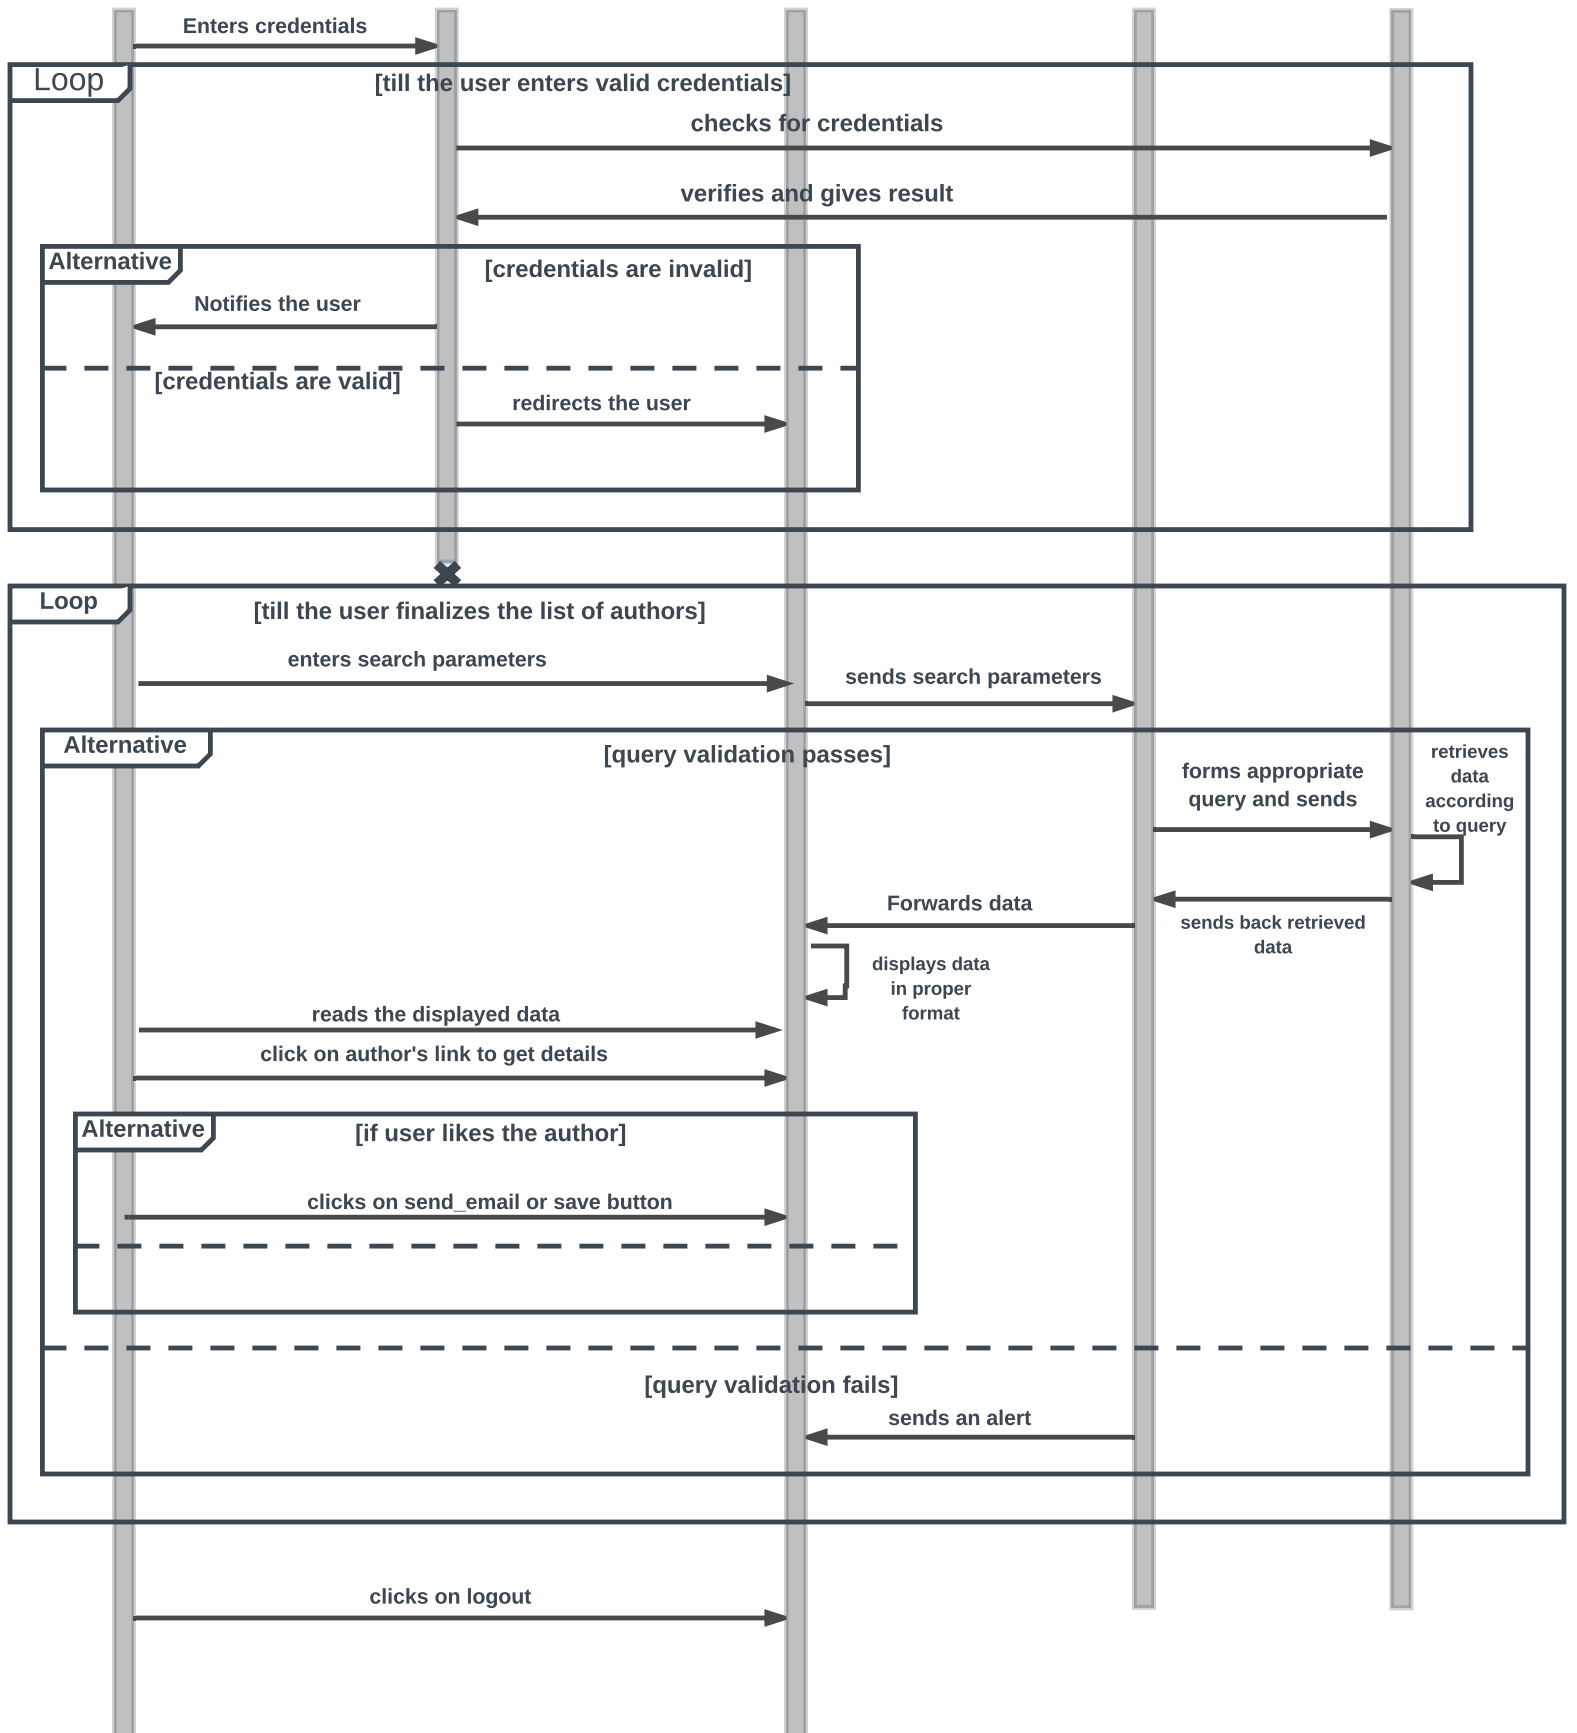 Enters credentials
Loop
[till the user enters valid credentials]
checks for credentials
verifies and gives result
Alternative
[credentials are invalid]
Notifies the user
[credentials are valid]
redirects the user
Loop
[till the user finalizes the list of authors]
enters search parameters
sends search parameters
Alternative
[query validation passes]
forms appropriate
query and sends
retrieves
data
according
to query
Forwards data
sends back retrieved
data
displays data
in proper
format
reads the displayed data
click on author's link to get details
Alternative
[if user likes the author]
clicks on send_email or save button
[query validation fails]
sends an alert
clicks on logout